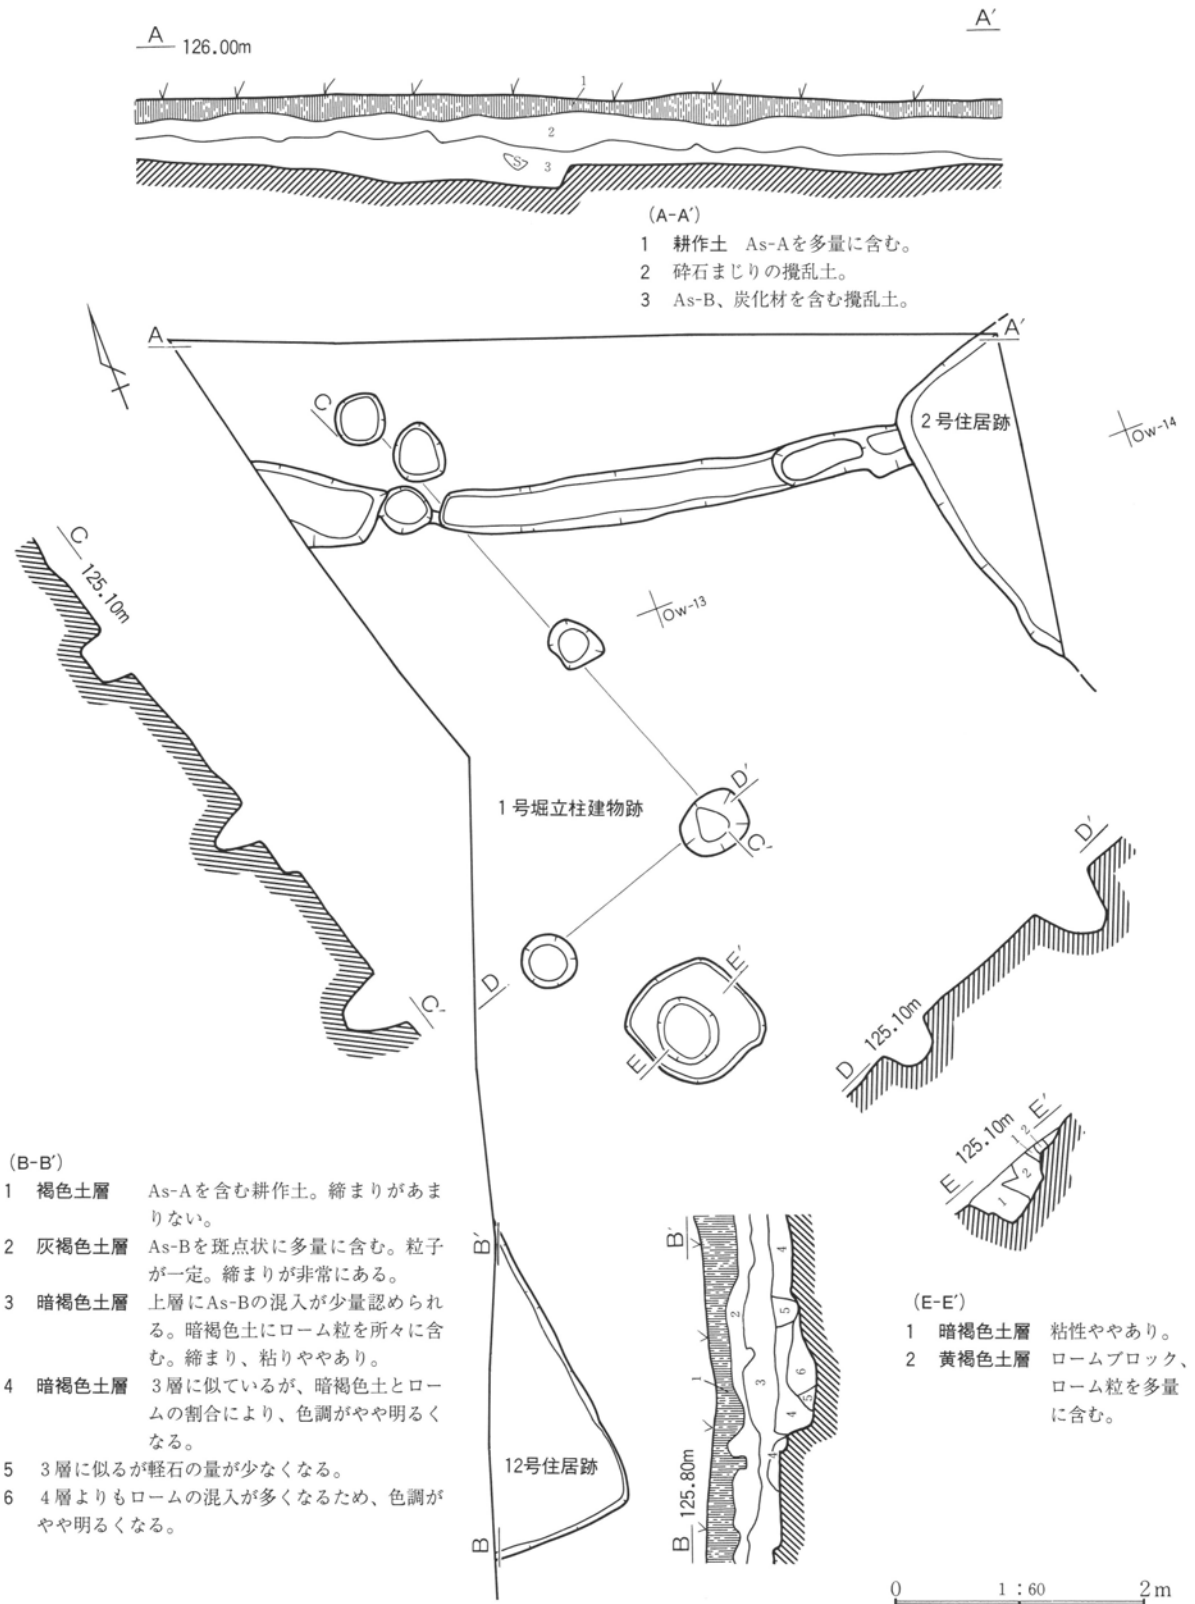 A 126.00m
A′
1
2
S 3
(A-A′)
1 耕作土 As-Aを多量に含む。
2 砕石まじりの攪乱土。
3 As-B、炭化材を含む攪乱土。
A
A′
C
2号住居跡
Ow-14
C 125.10m
Ow-13
1号堀立柱建物跡
D′
C′
D′
C′
D
E′
E
D 125.10m
E 125.10m E′
1 2
1 2
(B-B′)
1 褐色土層 As-Aを含む耕作土。締まりがあま
りない。
2 灰褐色土層 As-Bを斑点状に多量に含む。粒子
が一定。締まりが非常にある。
3 暗褐色土層 上層にAs-Bの混入が少量認められ
る。暗褐色土にローム粒を所々に含
む。締まり、粘りややあり。
4 暗褐色土層 3層に似ているが、暗褐色土とロー
ムの割合により、色調がやや明るく
なる。
5 3層に似るが軽石の量が少なくなる。
6 4層よりもロームの混入が多くなるため、色調が
やや明るくなる。
B′
12号住居跡
B
B′
4
2
5
6
1
3
5
4
4
B 125.80m
(E-E′)
1 暗褐色土層 粘性ややあり。
2 黄褐色土層 ロームブロック、
ローム粒を多量
に含む。
0 1：60 2m